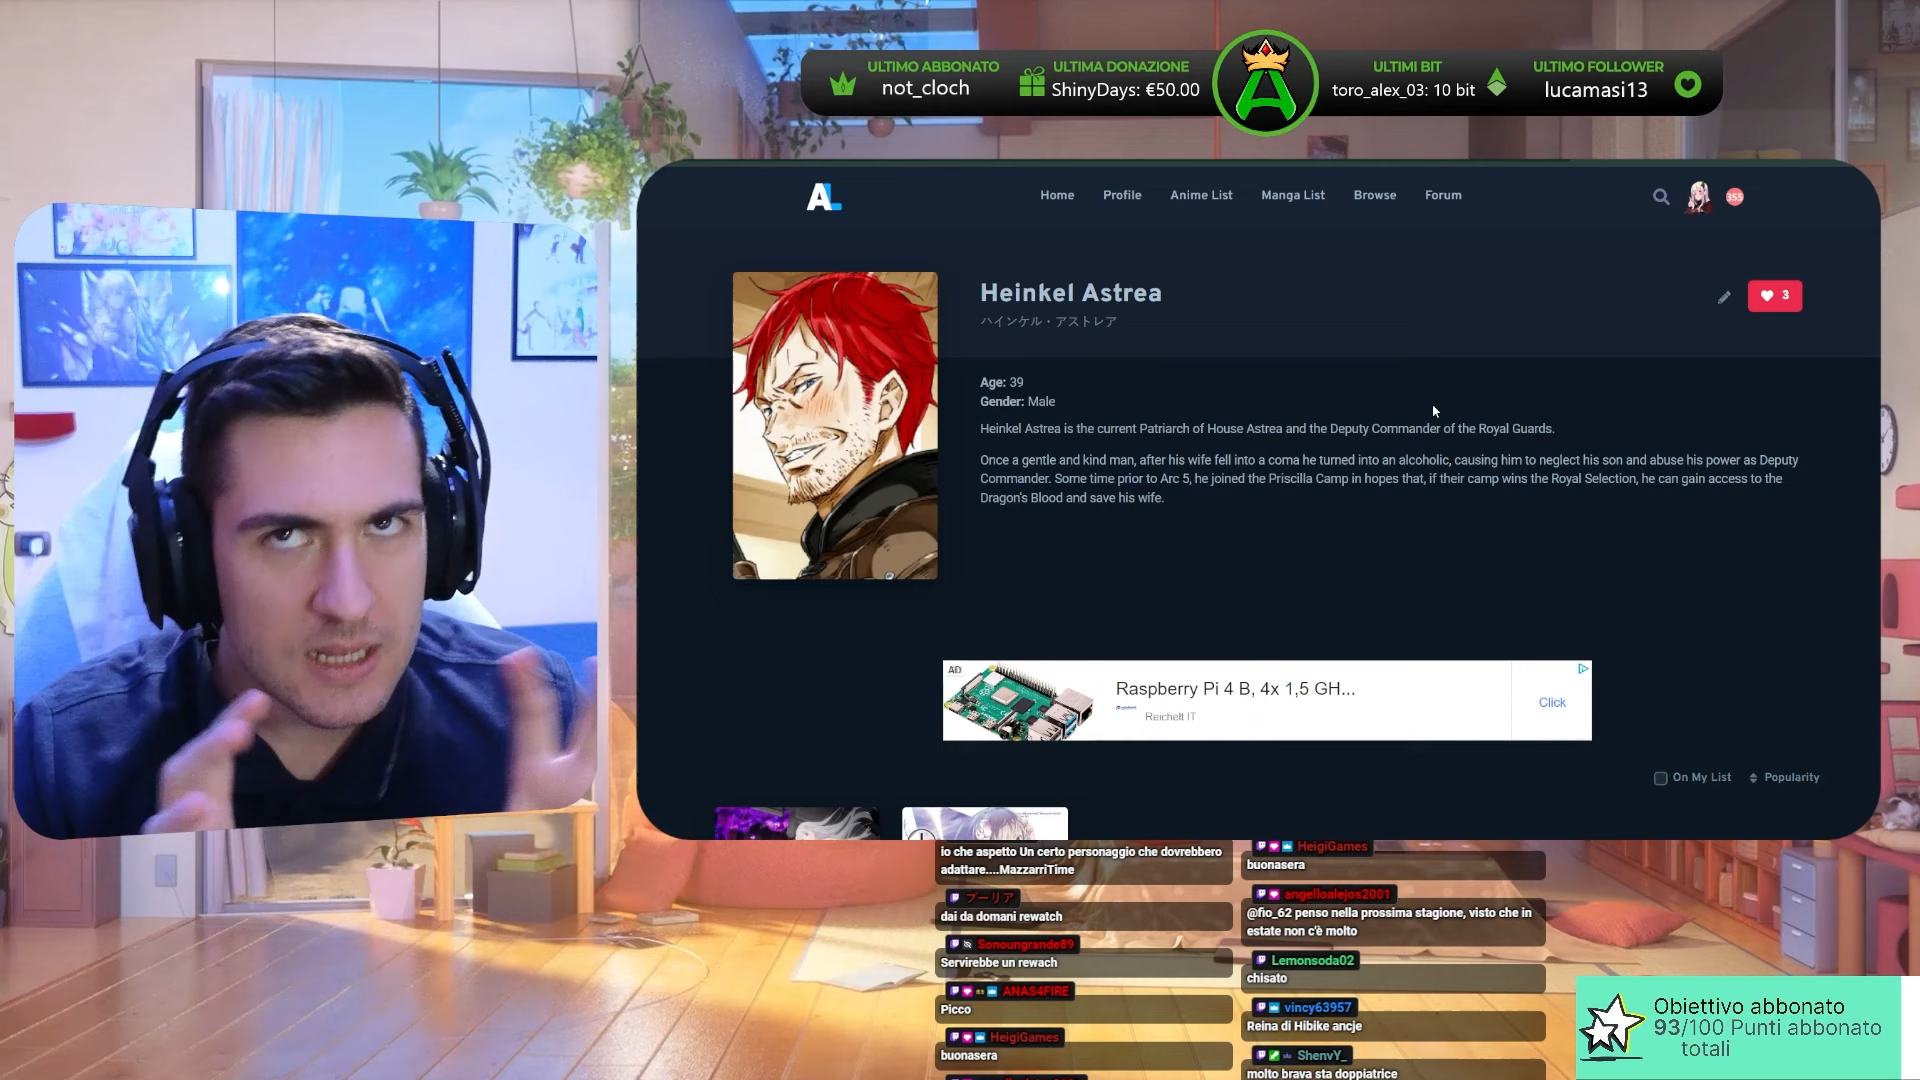 ULTIMO ABBONATO
not_cloch
ULTIMA DONAZIONE
ShinyDays: €50.00
ULTIMI BIT
toro_alex_03: 10 bit
ULTIMO FOLLOWER
lucamasi13
AL
Home
Profile
Anime List
Manga List
Browse
Forum
355
Heinkel Astrea
ハインケル・アストレア
3
Age: 39
Gender: Male
Heinkel Astrea is the current Patriarch of House Astrea and the Deputy Commander of the Royal Guards.
Once a gentle and kind man, after his wife fell into a coma he turned into an alcoholic, causing him to neglect his son and abuse his power as Deputy
Commander. Some time prior to Arc 5, he joined the Priscilla Camp in hopes that, if their camp wins the Royal Selection, he can gain access to the
Dragon's Blood and save his wife.
AD
Raspberry Pi 4 B, 4x 1,5 GH...
Reichelt IT
Click
On My List
Popularity
io che aspetto Un certo personaggio che dovrebbero
adattare....MazzarriTime
プーリア
dai da domani rewatch
Sonoungrande89
Servirebbe un rewach
ANAS4FIRE
Picco
HeigiGames
buonasera
HeigiGames
buonasera
angelloalejos2001
@fio_62 penso nella prossima stagione, visto che in
estate non c'è molto
Lemonsoda02
chisato
vincy63957
Reina di Hibike ancje
ShenvY_
molto brava sta doppiatrice
Obiettivo abbonato
93/100 Punti abbonato
totali